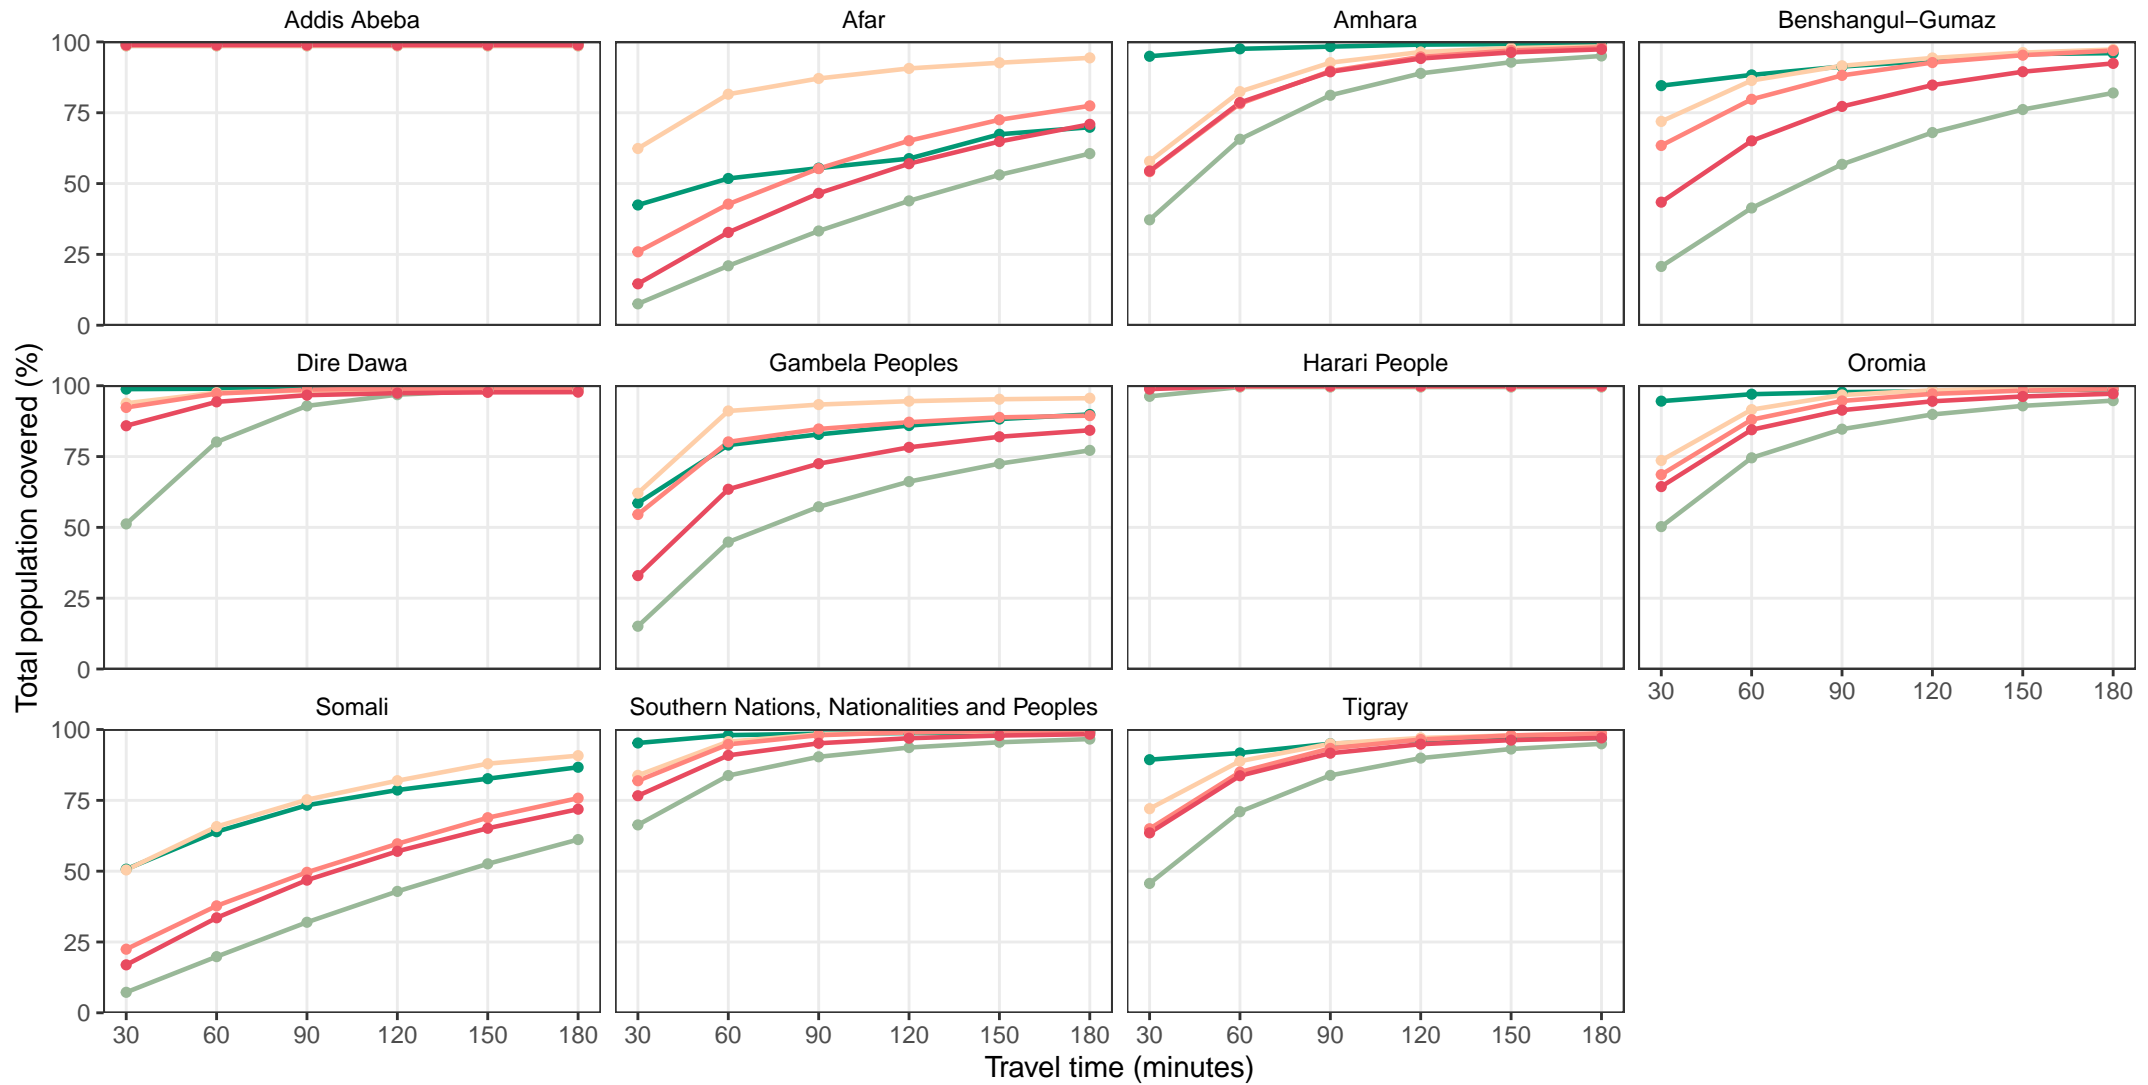 Addis Abeba Afar Amhara Benshangul−Gumaz
100
75
50
25
0
Dire Dawa Gambela Peoples Harari People Oromia
100
75
50
25
0
30 60 90 120 150 180
Somali Southern Nations, Nationalities and Peoples Tigray
100
75
50
25
0
30 60 90 120 150 180 30 60 90 120 150 180 30 60 90 120 150 180
Travel time (minutes)
Total population covered (%)